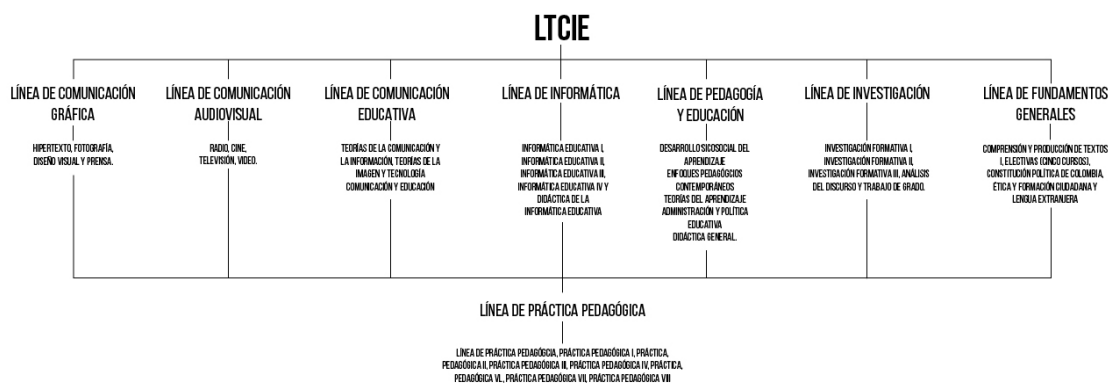 LTCIE
LÍNEA DE COMUNICACIÓN
GRÁFICA
HIPERTEXTO, FOTOGRAFÍA,
DISEÑO VISUAL Y PRENSA.
LÍNEA DE COMUNICACIÓN
AUDIOVISUAL
RADIO, CINE,
TELEVISIÓN, VIDEO.
LÍNEA DE COMUNICACIÓN
EDUCATIVA
TEORÍAS DE LA COMUNICACIÓN Y
LA INFORMACIÓN, TEORÍAS DE LA
IMAGEN Y TECNOLOGÍA
COMUNICACIÓN Y EDUCACIÓN
LÍNEA DE INFORMÁTICA
INFORMÁTICA EDUCATIVA I,
INFORMÁTICA EDUCATIVA II,
INFORMÁTICA EDUCATIVA III,
INFORMÁTICA EDUCATIVA IV Y
DIDÁCTICA DE LA
INFORMÁTICA EDUCATIVA
LÍNEA DE PEDAGOGÍA
Y EDUCACIÓN
DESARROLLO SICOSOCIAL DEL
APRENDIZAJE
ENFOQUES PEDAGÓGCIOS
CONTEMPORÁNEOS
TEORÍAS DEL APRENDIZAJE
ADMINISTRACIÓN Y POLÍTICA
EDUCATIVA
DIDÁCTICA GENERAL.
LÍNEA DE INVESTIGACIÓN
INVESTIGACIÓN FORMATIVA I,
INVESTIGACIÓN FORMATIVA II,
INVESTIGACIÓN FORMATIVA III, ANÁLISIS
DEL DISCURSO Y TRABAJO DE GRADO.
LÍNEA DE FUNDAMENTOS
GENERALES
COMPRENSIÓN Y PRODUCCIÓN DE TEXTOS
I, ELECTIVAS (CINCO CURSOS),
CONSTITUCIÓN POLÍTICA DE COLOMBIA,
ÉTICA Y FORMACIÓN CIUDADANA Y
LENGUA EXTRANJERA
LÍNEA DE PRÁCTICA PEDAGÓGICA
LÍNEA DE PRÁCTICA PEDAGÓGCIA, PRÁCTICA PEDAGÓGICA I, PRÁCTICA,
PEDAGÓGICA II, PRÁCTICA PEDAGÓGICA III, PRÁCTICA PEDAGÓGICA IV, PRÁCTICA,
PEDAGÓGICA VI., PRÁCTICA PEDAGÓGICA VII, PRÁCTICA PEDAGÓGICA VIII